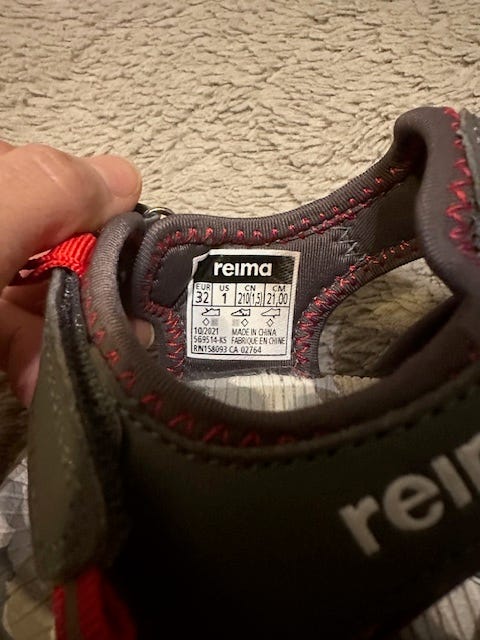 reima
EUR US CN CM
32 1 210(1,5) 21,00
10/2021 MADE IN CHINA
569514-K5 FABRIQUE EN CHINE
RN158093 CA 02764
reim